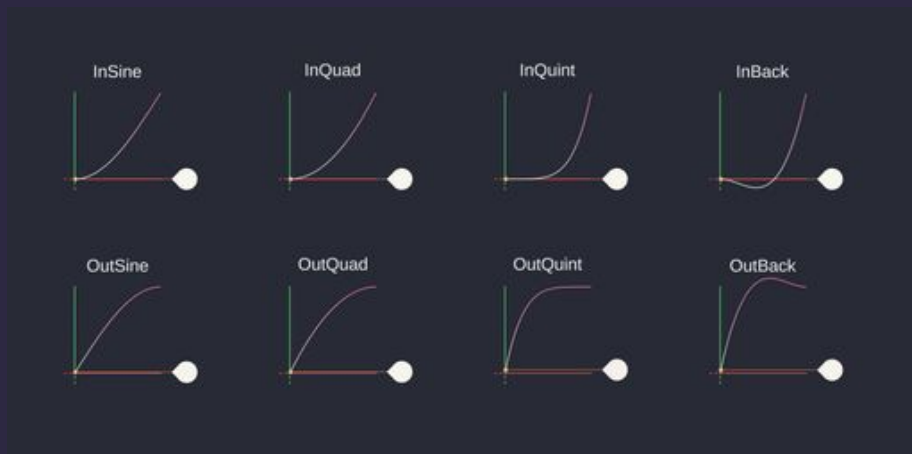 InSine
InQuad
InQuint
InBack
OutSine
OutQuad
OutQuint
OutBack